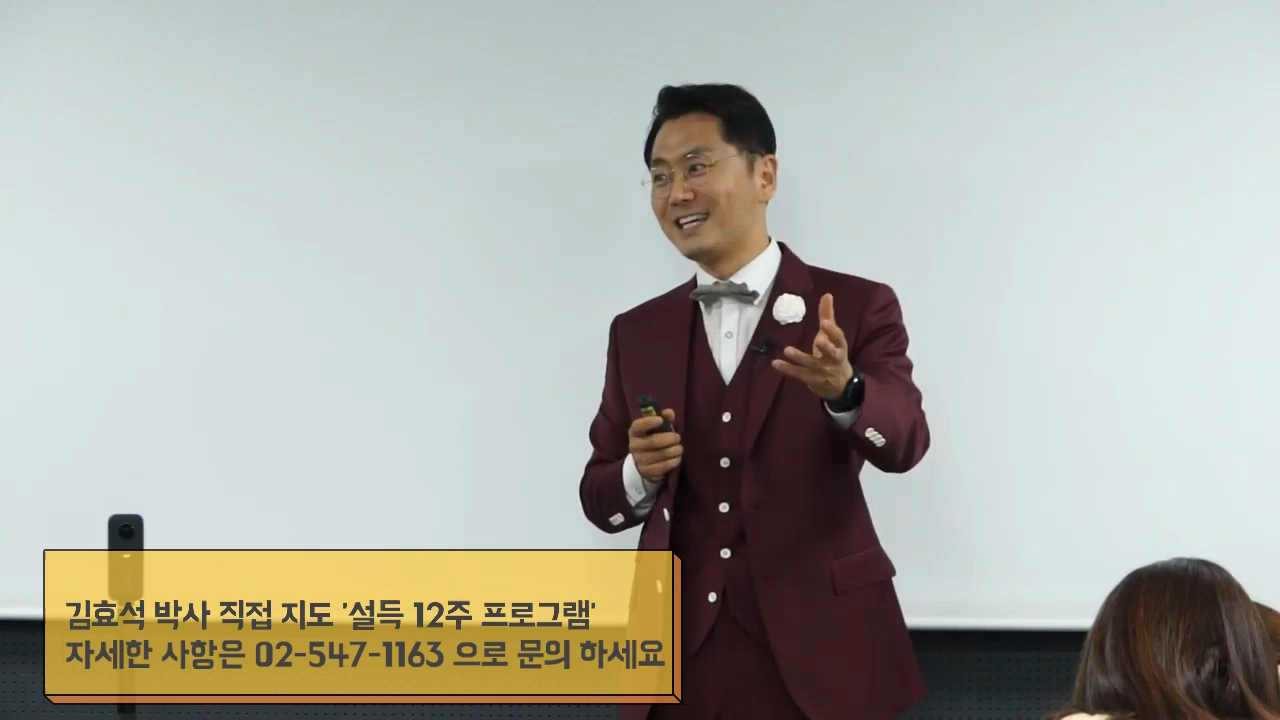 김효석 박사 직접 지도 '설득 12주 프로그램'
자세한 사항은 02-547-1163 으로 문의 하세요